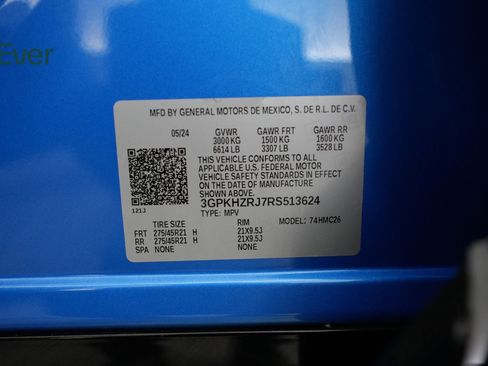 Ever
MFD BY GENERAL MOTORS DE MEXICO, S. DE R.L. DE C.V.
05/24 GVWR GAWR FRT GAWR RR
3000 KG 1500 KG 1600 KG
6614 LB 3307 LB 3528 LB
THIS VEHICLE CONFORMS TO ALL
APPLICABLE U.S. FEDERAL MOTOR
VEHICLE SAFETY STANDARDS IN EFFECT
ON THE DATE OF MANUFACTURE
SHOWN ABOVE.
3GPKHZRJ7RS513624
121J TYPE: MPV MODEL: 74HMC26
TIRE SIZE RIM
FRT 275/45R21 H 21X9.5J
RR 275/45R21 H 21X9.5J
SPA NONE NONE